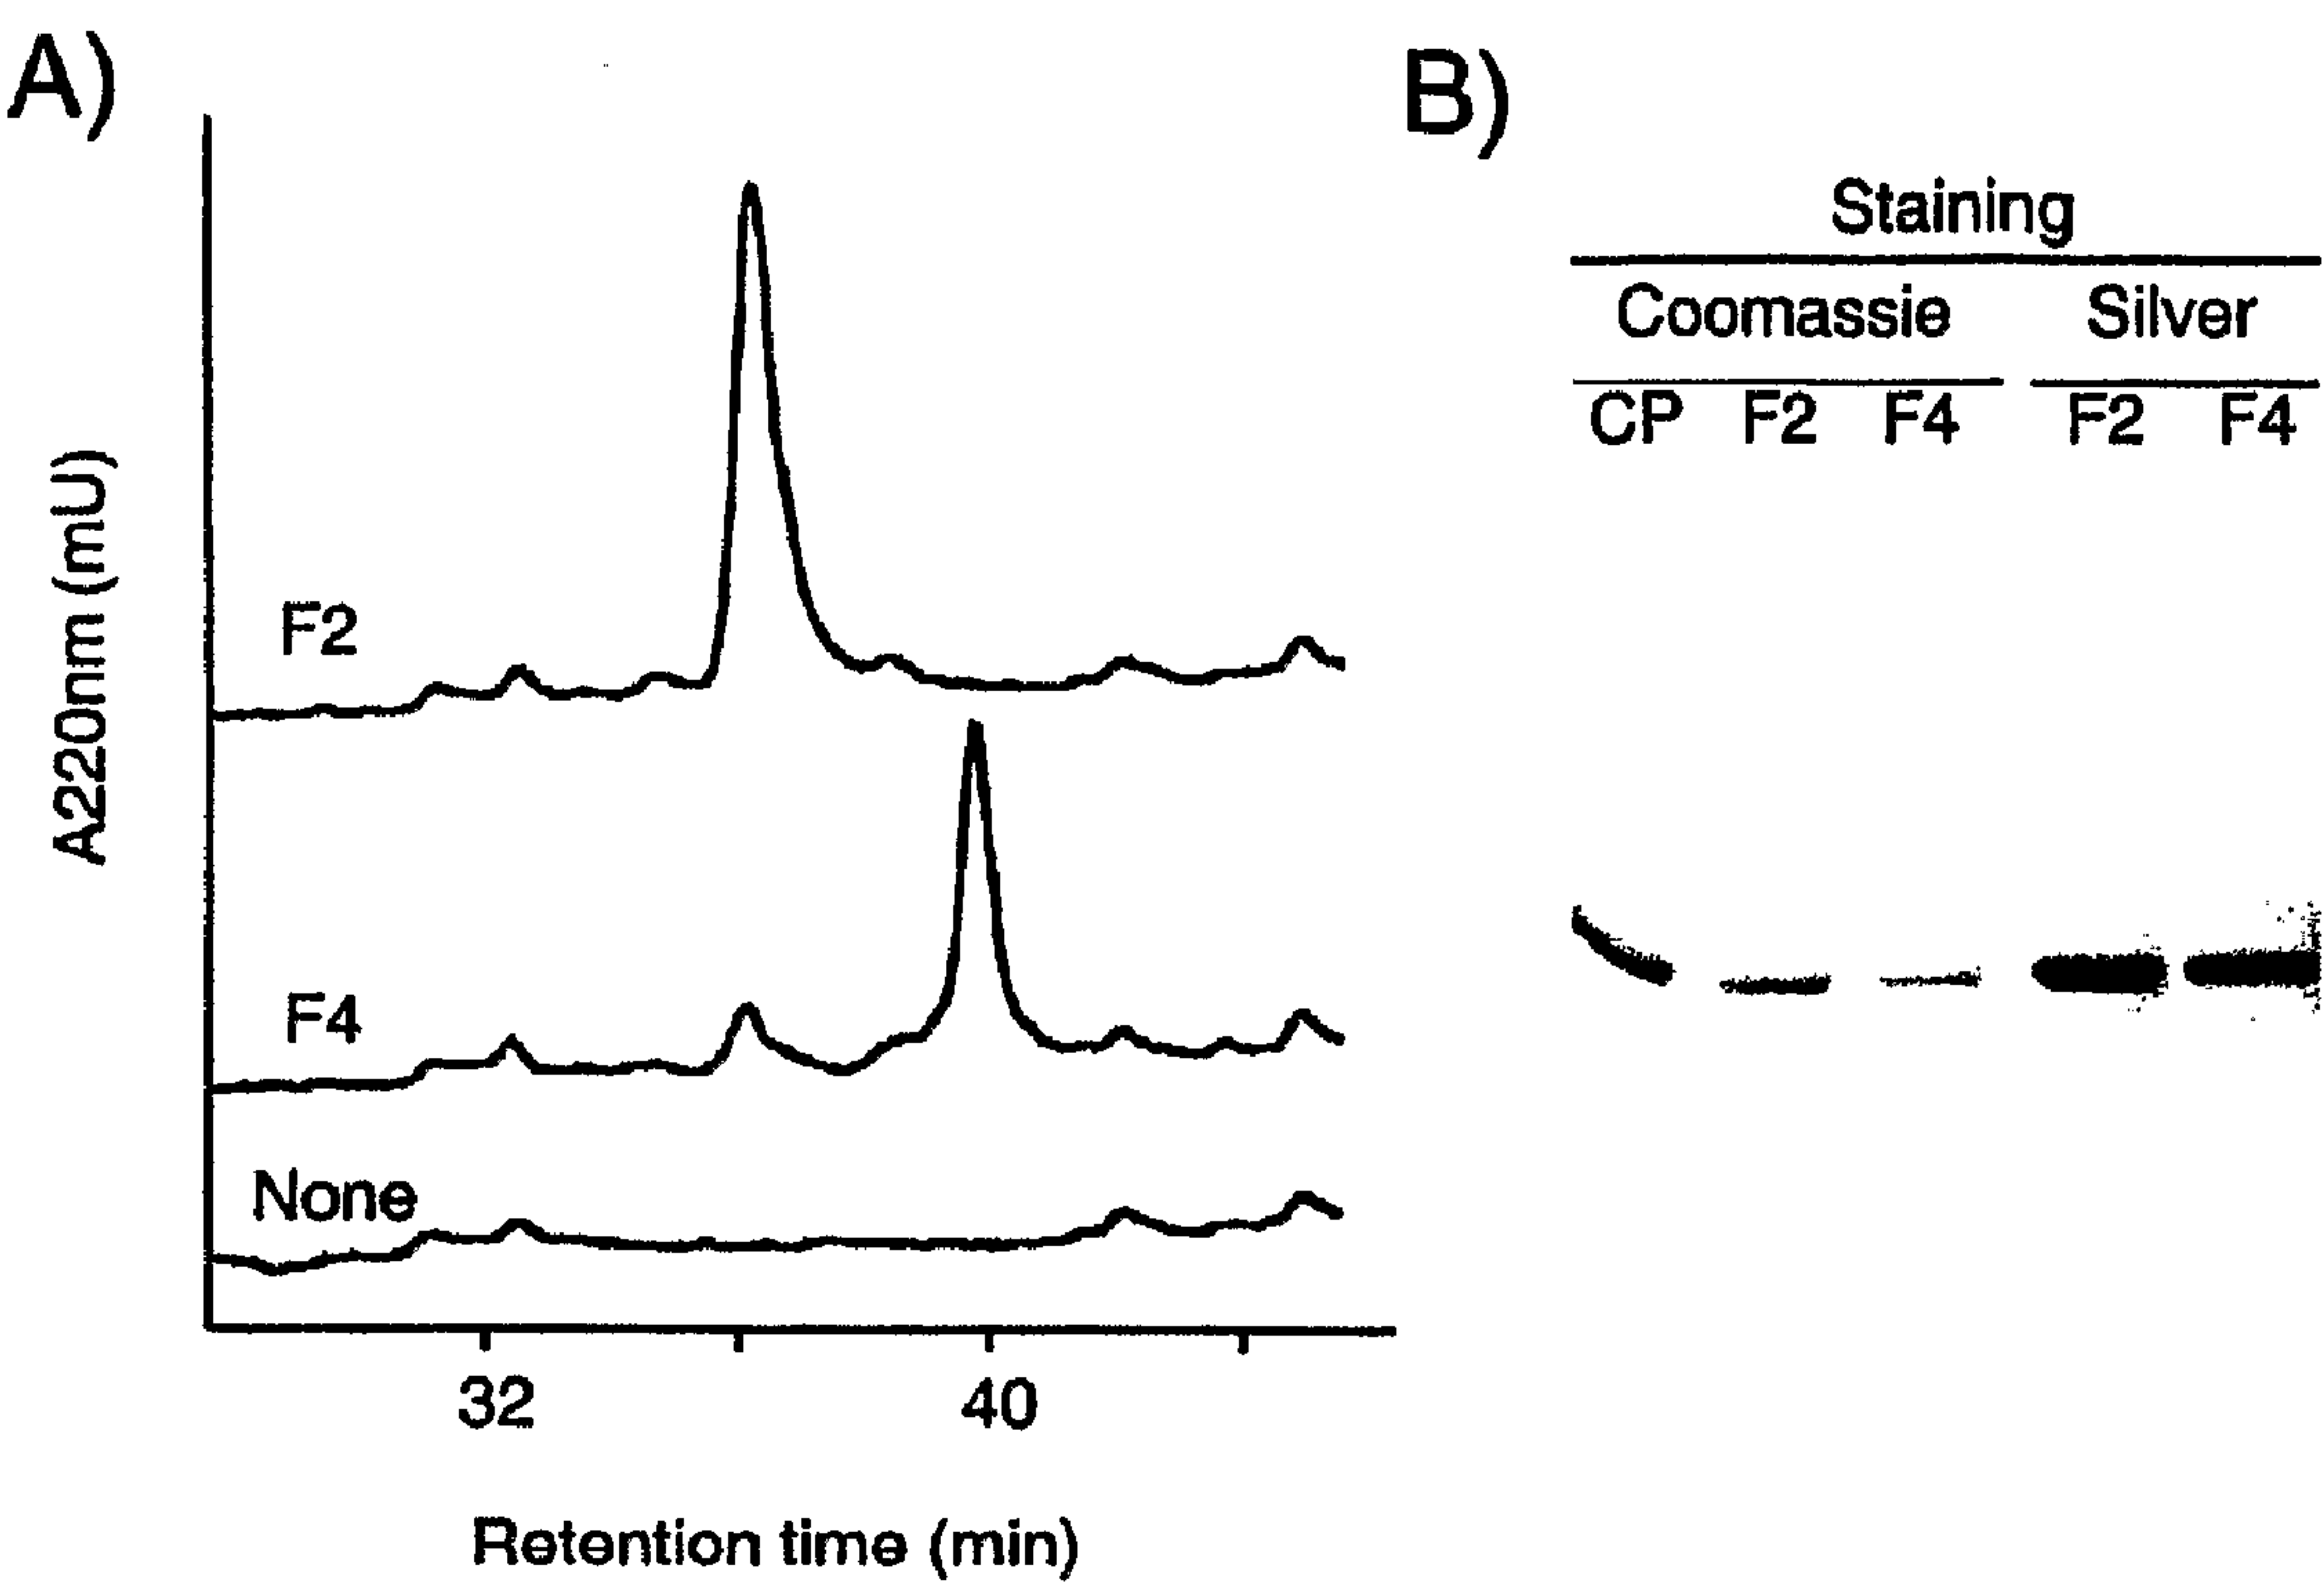 A)
A220nm (mU)
F2
F4
None
32 40
Retention time (min)
B)
Staining
Coomassie Silver
CP F2 F4 F2 F4